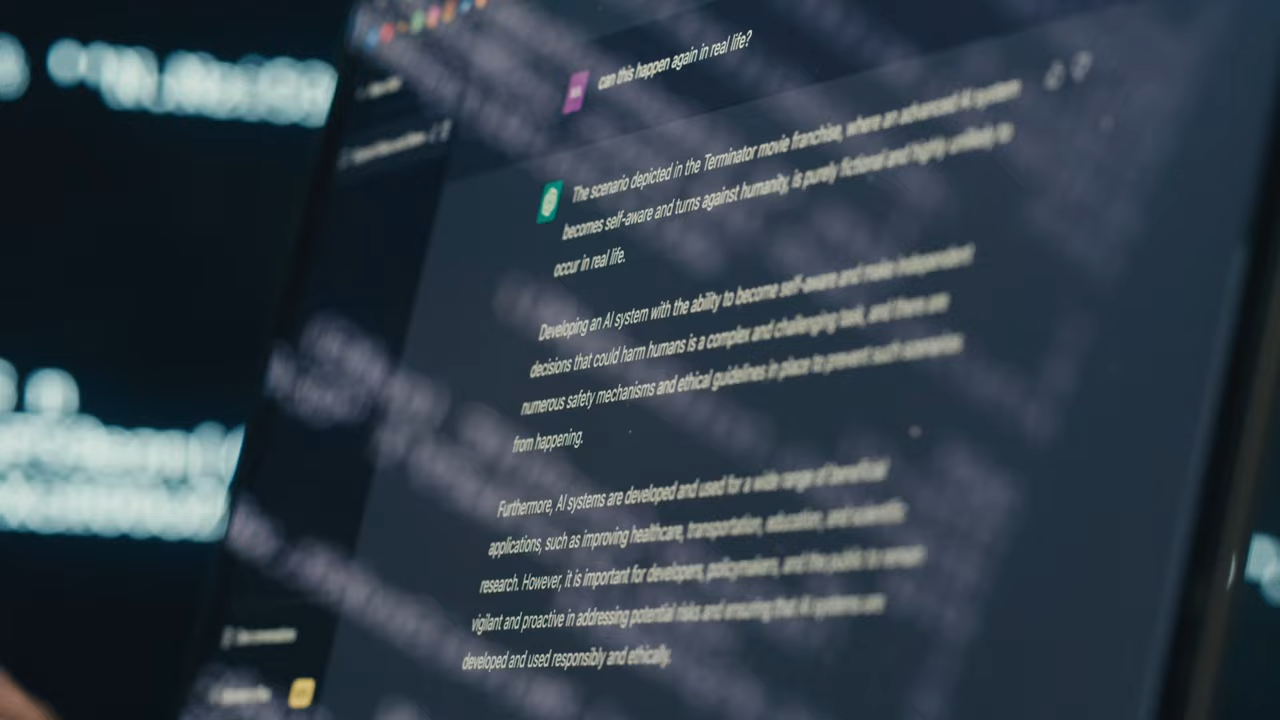 can this happen again in real life?
The scenario depicted in the Terminator movie franchise, where an advanced AI system
becomes self-aware and turns against humanity, is purely fictional and highly unlikely to
occur in real life.
Developing an AI system with the ability to become self-aware and make independent
decisions that could harm humans is a complex and challenging task, and there are
numerous safety mechanisms and ethical guidelines in place to prevent such scenarios
from happening.
Furthermore, AI systems are developed and used for a wide range of beneficial
applications, such as improving healthcare, transportation, education, and scientific
research. However, it is important for developers, policymakers, and the public to remain
vigilant and proactive in addressing potential risks and ensuring that AI systems are
developed and used responsibly and ethically.